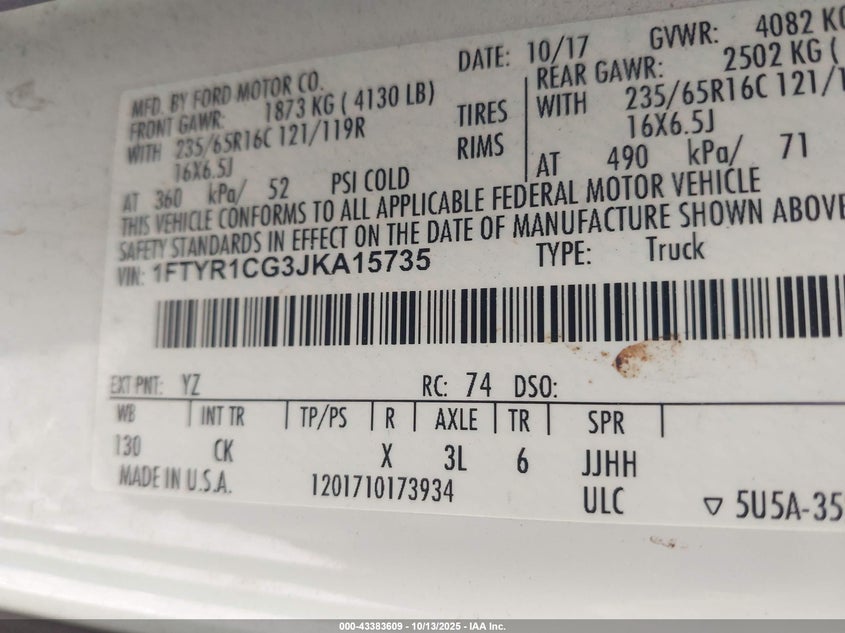 MFD. BY FORD MOTOR CO.
DATE: 10/17
GVWR: 4082 KG
FRONT GAWR: 1873 KG ( 4130 LB)
REAR GAWR: 2502 KG (
WITH 235/65R16C 121/119R TIRES
WITH 235/65R16C 121/1
16X6.5J RIMS
16X6.5J
AT 360 kPa/ 52 PSI COLD
AT 490 kPa/ 71
THIS VEHICLE CONFORMS TO ALL APPLICABLE FEDERAL MOTOR VEHICLE
SAFETY STANDARDS IN EFFECT ON THE DATE OF MANUFACTURE SHOWN ABOVE
VIN: 1FTYR1CG3JKA15735
TYPE: Truck
EXT PNT: YZ RC: 74 DSO:
WB INT TR TP/PS R AXLE TR SPR
130 CK X 3L 6 JJHH
MADE IN U.S.A. 1201710173934 ULC ▽ 5U5A-35
000-43383609 - 10/13/2025 - IAA Inc.